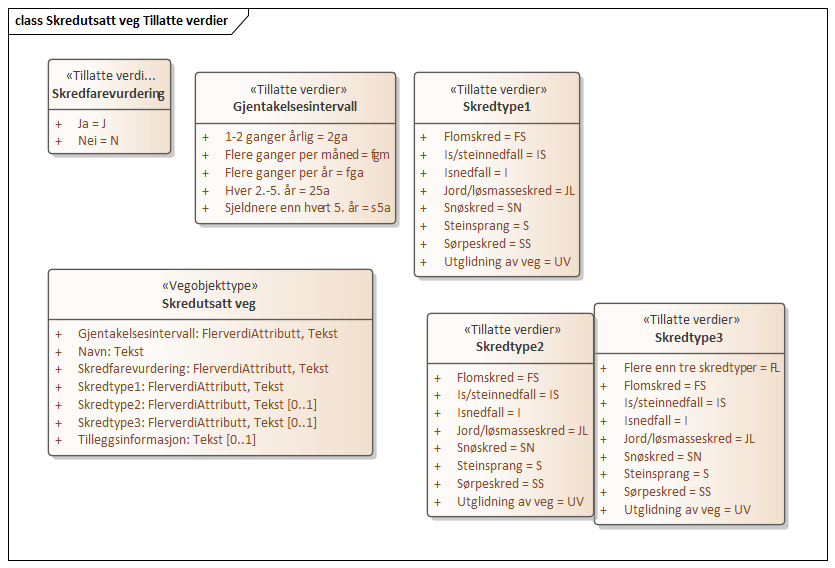 class Skredutsatt veg Tillatte verdier
«Tillatte verdi...
Skredfarevurdering
+ Ja = J
+ Nei = N
«Tillatte verdier»
Gjentakelsesintervall
+ 1-2 ganger årlig = 2ga
+ Flere ganger per måned = fgm
+ Flere ganger per år = fga
+ Hver 2.-5. år = 25a
+ Sjeldnere enn hvert 5. år = s5a
«Tillatte verdier»
Skredtype1
+ Flomskred = FS
+ Is/steinnedfall = IS
+ Isnedfall = I
+ Jord/løsmasseskred = JL
+ Snøskred = SN
+ Steinsprang = S
+ Sørpeskred = SS
+ Utglidning av veg = UV
«Vegobjekttype»
Skredutsatt veg
+ Gjentakelsesintervall: FlerverdiAttributt, Tekst
+ Navn: Tekst
+ Skredfarevurdering: FlerverdiAttributt, Tekst
+ Skredtype1: FlerverdiAttributt, Tekst
+ Skredtype2: FlerverdiAttributt, Tekst [0..1]
+ Skredtype3: FlerverdiAttributt, Tekst [0..1]
+ Tilleggsinformasjon: Tekst [0..1]
«Tillatte verdier»
Skredtype2
+ Flomskred = FS
+ Is/steinnedfall = IS
+ Isnedfall = I
+ Jord/løsmasseskred = JL
+ Snøskred = SN
+ Steinsprang = S
+ Sørpeskred = SS
+ Utglidning av veg = UV
«Tillatte verdier»
Skredtype3
+ Flere enn tre skredtyper = FL
+ Flomskred = FS
+ Is/steinnedfall = IS
+ Isnedfall = I
+ Jord/løsmasseskred = JL
+ Snøskred = SN
+ Steinsprang = S
+ Sørpeskred = SS
+ Utglidning av veg = UV